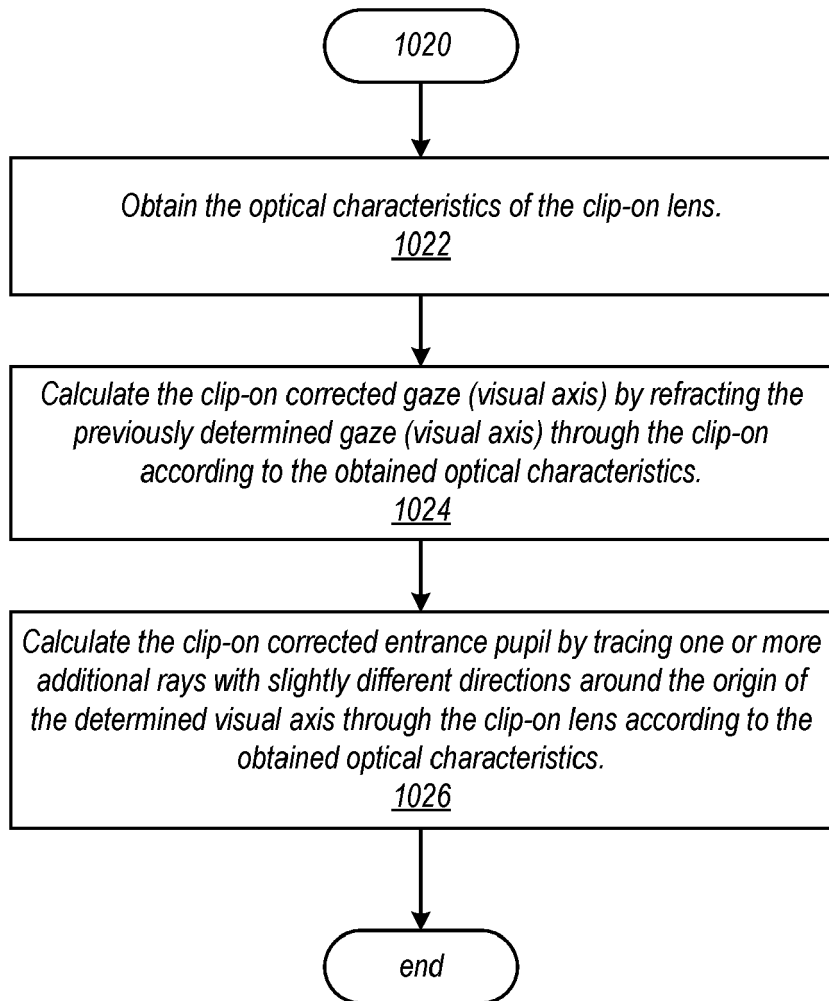 1020
Obtain the optical characteristics of the clip-on lens.
1022
Calculate the clip-on corrected gaze (visual axis) by refracting the
previously determined gaze (visual axis) through the clip-on
according to the obtained optical characteristics.
1024
Calculate the clip-on corrected entrance pupil by tracing one or more
additional rays with slightly different directions around the origin of
the determined visual axis through the clip-on lens according to the
obtained optical characteristics.
1026
end